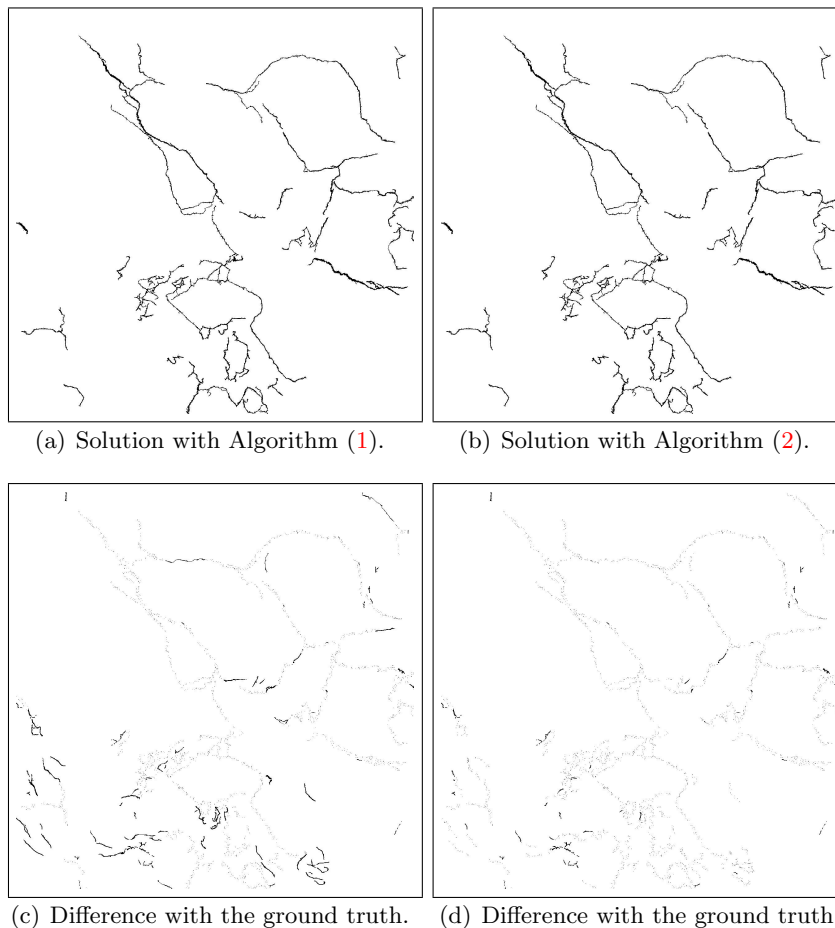 (a) Solution with Algorithm (1).
(b) Solution with Algorithm (2).
(c) Difference with the ground truth.
(d) Difference with the ground truth